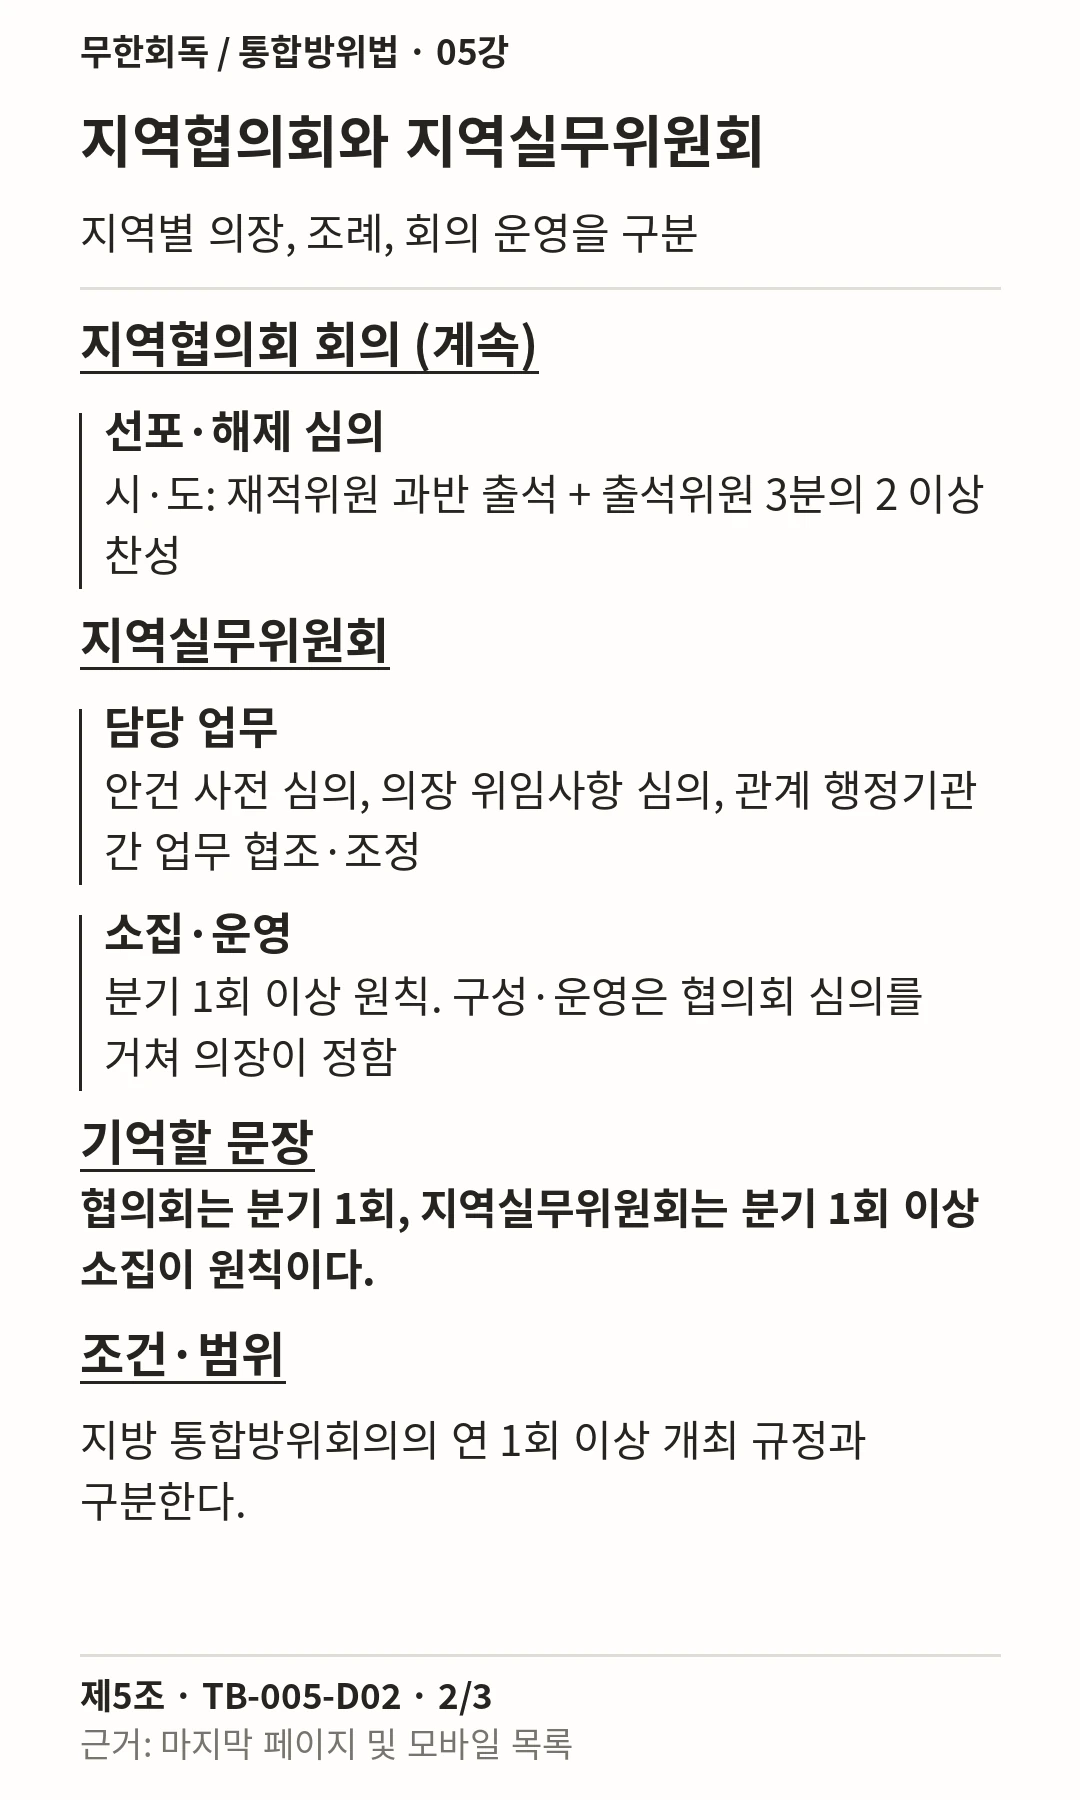 무한회독 / 통합방위법 · 05강
지역협의회와 지역실무위원회
지역별 의장, 조례, 회의 운영을 구분
지역협의회 회의 (계속)
선포·해제 심의
시·도: 재적위원 과반 출석 + 출석위원 3분의 2 이상
찬성
지역실무위원회
담당 업무
안건 사전 심의, 의장 위임사항 심의, 관계 행정기관
간 업무 협조·조정
소집·운영
분기 1회 이상 원칙. 구성·운영은 협의회 심의를
거쳐 의장이 정함
기억할 문장
협의회는 분기 1회, 지역실무위원회는 분기 1회 이상
소집이 원칙이다.
조건·범위
지방 통합방위회의의 연 1회 이상 개최 규정과
구분한다.
제5조 · TB-005-D02 · 2/3
근거: 마지막 페이지 및 모바일 목록